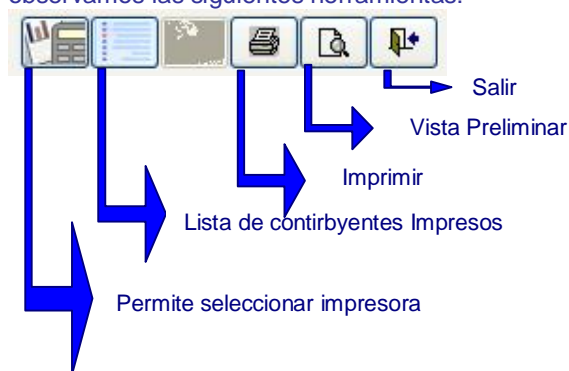 observamos las siguientes herramientas:
Salir
Vista Preliminar
Imprimir
Lista de contirbyentes Impresos
Permite seleccionar impresora